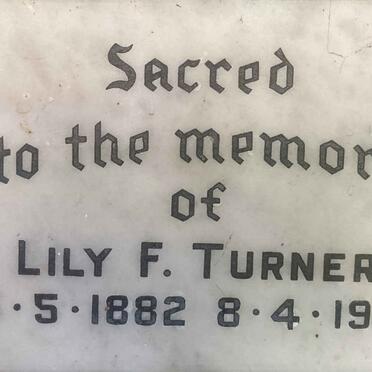 Sacred
to the memor
of
LILY F. TURNER
·5·1882 8·4·19